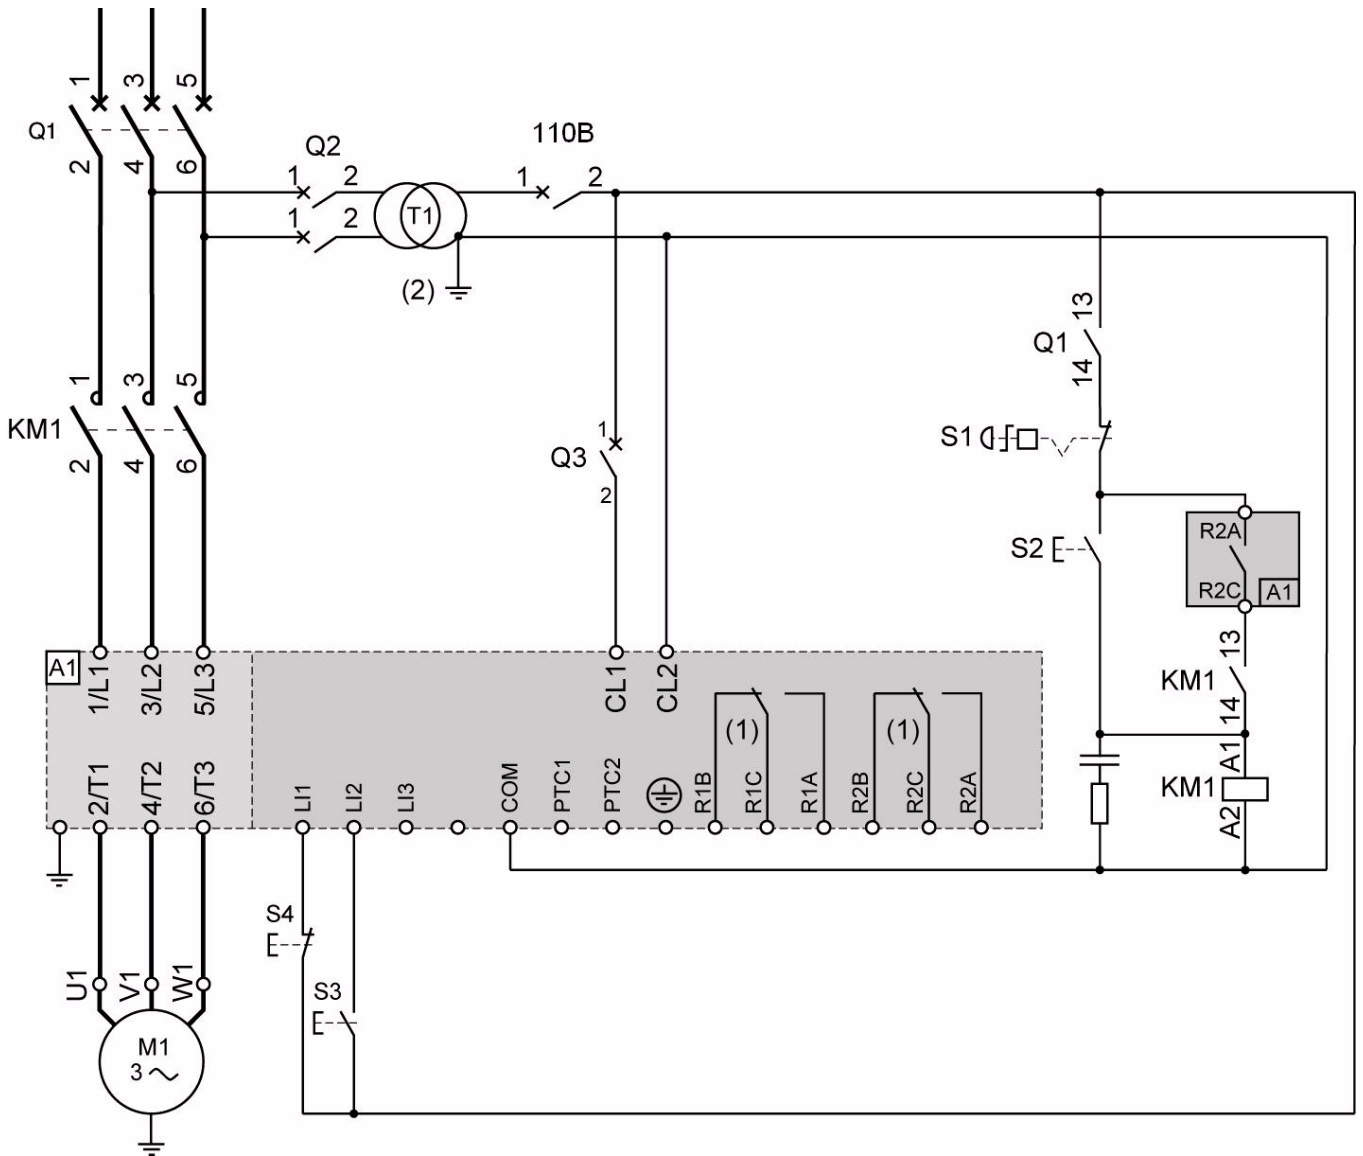 1
3
5
Q1
2
4
6
Q2
1
2
1
2
T1
(2)
110B
1
2
KM1
1
3
5
2
4
6
Q3
1
2
Q1
13
14
S1
S2
R2A
R2C
A1
KM1
13
14
KM1
A1
A2
A1
1/L1
3/L2
5/L3
CL1
CL2
(1)
(1)
2/T1
4/T2
6/T3
LI1
LI2
LI3
COM
PTC1
PTC2
R1B
R1C
R1A
R2B
R2C
R2A
S4
S3
U1
V1
W1
M1
3